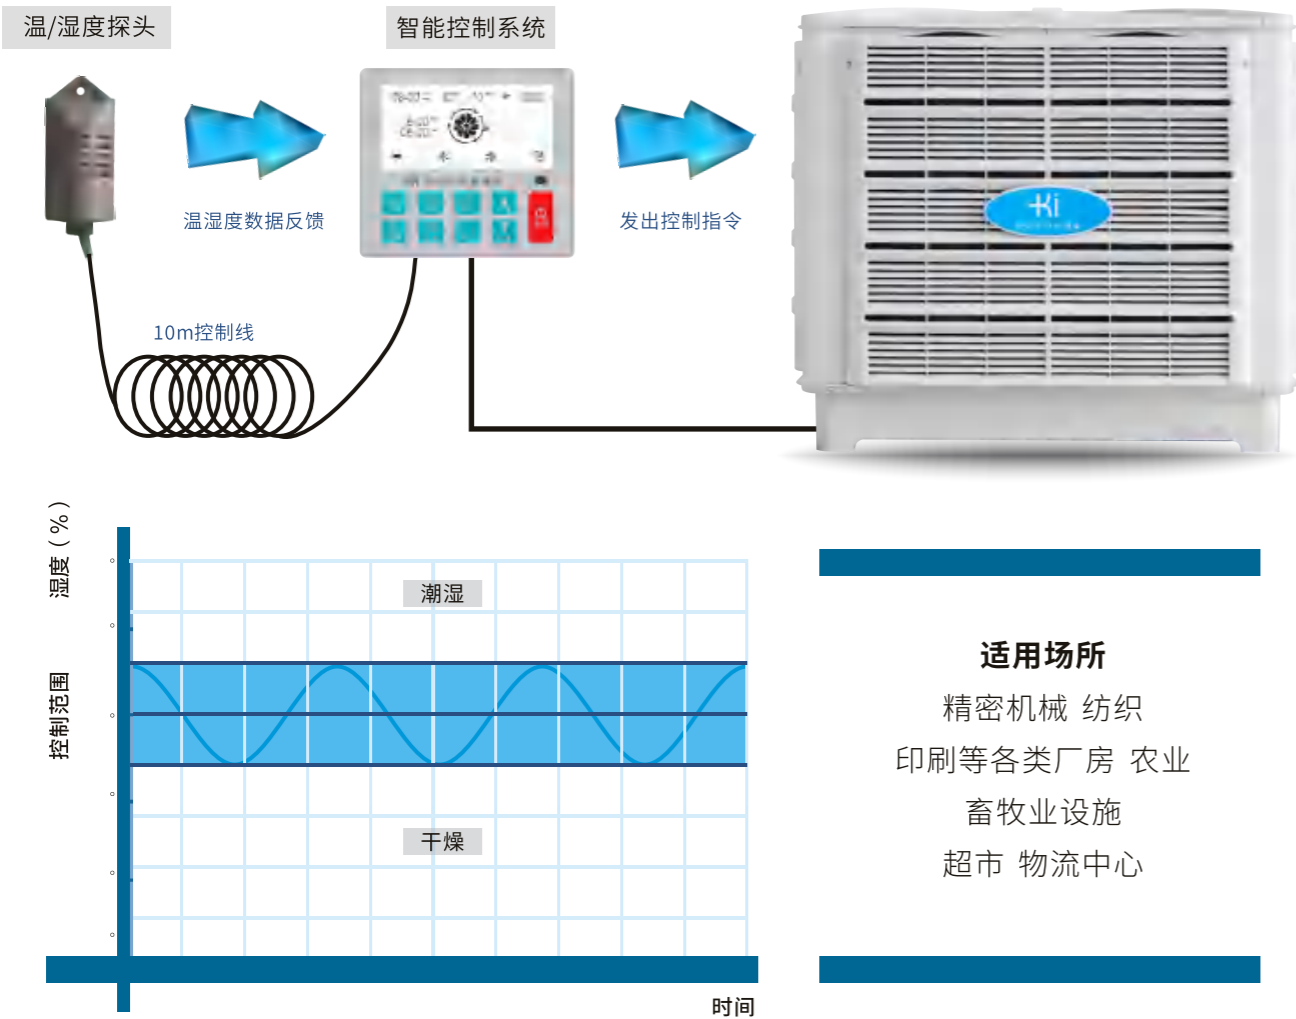 温/湿度探头
智能控制系统
温湿度数据反馈
发出控制指令
10m控制线
Ki
湿度(%)
控制范围
潮湿
干燥
时间
适用场所
精密机械 纺织
印刷等各类厂房 农业
畜牧业设施
超市 物流中心